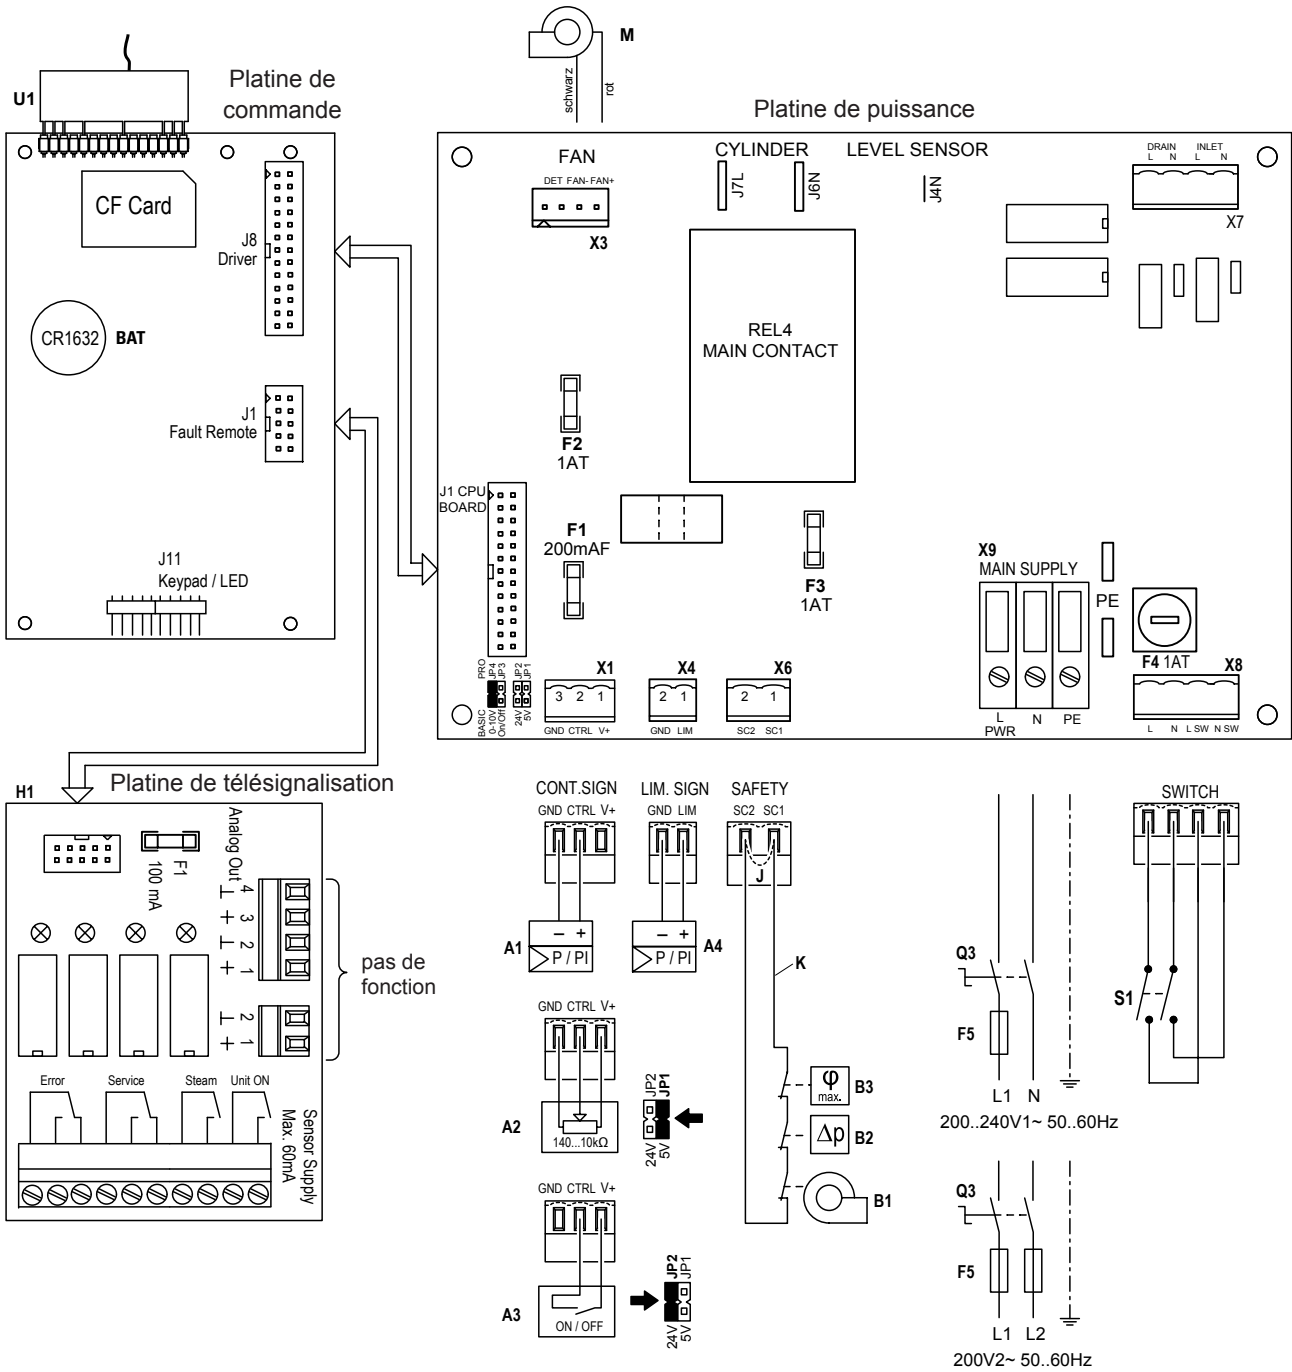 M
schwarz
rot
U1
Platine de
commande
Platine de puissance
CF Card
J8
Driver
CR1632
BAT
J1
Fault Remote
J11
Keypad / LED
FAN
DET FAN- FAN+
X3
CYLINDER
J7L
J6N
LEVEL SENSOR
J4N
DRAIN INLET
L N L N
X7
REL4
MAIN CONTACT
F2
1AT
J1 CPU
BOARD
F1
200mAF
F3
1AT
X9
MAIN SUPPLY
PE
L N PE
PWR
F4 1AT
X8
L N L SW N SW
PRO
BASIC
JP4
0-10V
JP3
On/Off
JP2
24V
JP1
5V
X1
3 2 1
GND CTRL V+
X4
2 1
GND LIM
X6
2 1
SC2 SC1
H1
Platine de télésignalisation
F1
100 mA
Analog Out
⊥ 4
+ 3
⊥ 2
+ 1
⊥ 2
+ 1
pas de
fonction
Error Service Steam Unit ON
Sensor Supply
Max. 60mA
CONT.SIGN
GND CTRL V+
A1
– +
P / PI
LIM. SIGN
GND LIM
– +
P / PI
A4
SAFETY
SC2 SC1
J
K
φ
max.
B3
Δp
B2
B1
GND CTRL V+
A2
140...10kΩ
JP2
JP1
24V
5V
GND CTRL V+
A3
ON / OFF
JP2
JP1
24V
5V
Q3
F5
L1 N
200..240V1~ 50..60Hz
Q3
F5
L1 L2
200V2~ 50..60Hz
SWITCH
S1